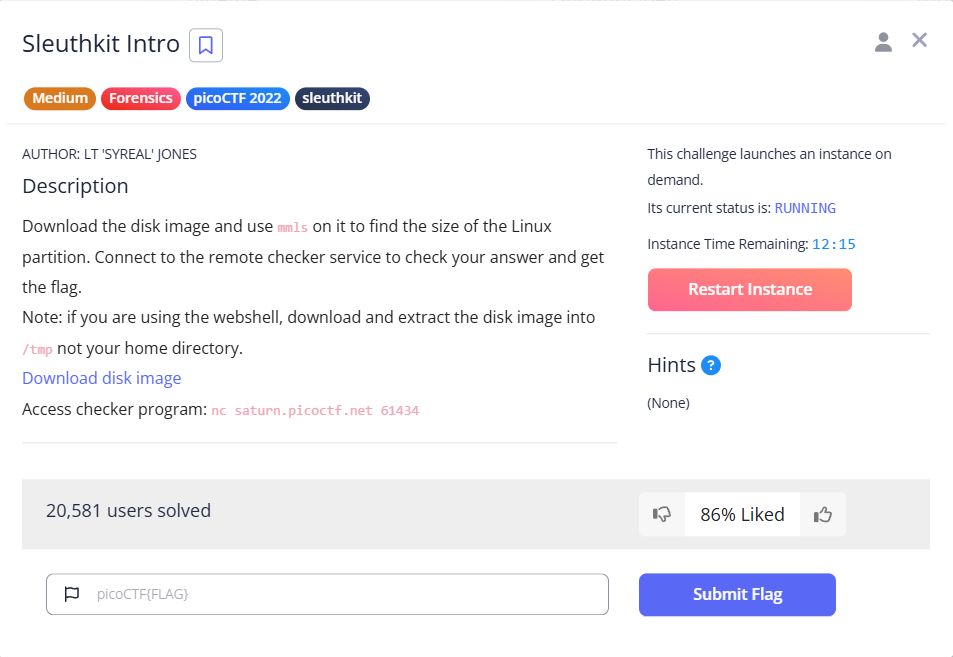 Sleuthkit Intro
Medium Forensics picoCTF 2022 sleuthkit
AUTHOR: LT 'SYREAL' JONES
Description
Download the disk image and use mmls on it to find the size of the Linux
partition. Connect to the remote checker service to check your answer and get
the flag.
Note: if you are using the webshell, download and extract the disk image into
/tmp not your home directory.
Download disk image
Access checker program: nc saturn.picoctf.net 61434
This challenge launches an instance on
demand.
Its current status is: RUNNING
Instance Time Remaining: 12:15
Restart Instance
Hints ?
(None)
20,581 users solved
86% Liked
picoCTF{FLAG}
Submit Flag